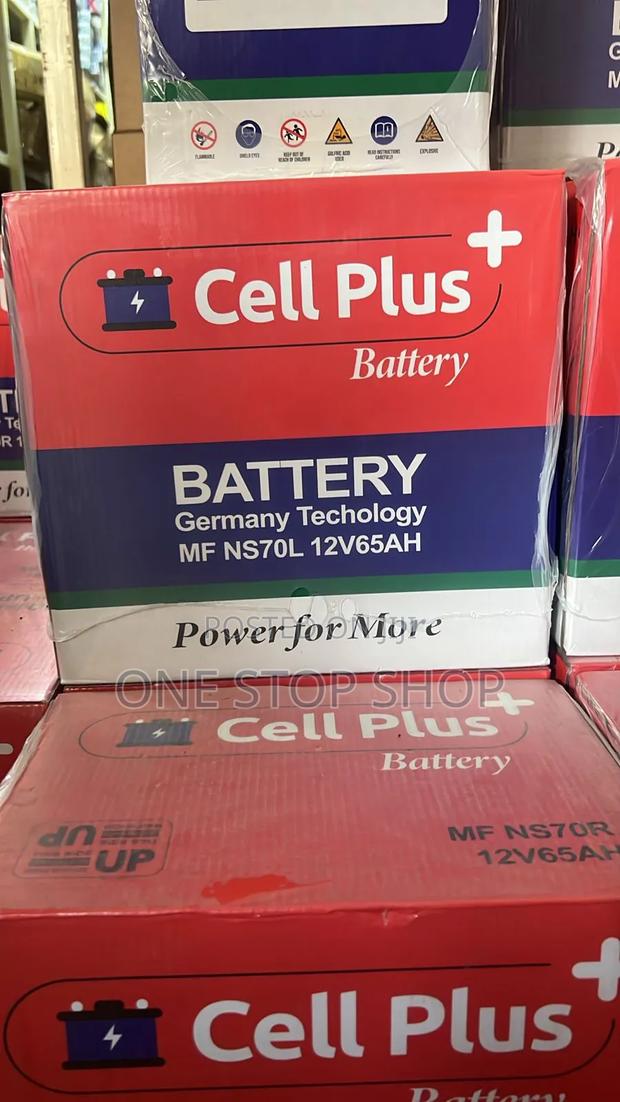 FLAMMABLE
SHIELD EYES
KEEP OUT OF
REACH OF CHILDREN
SULFURIC ACID
READ INSTRUCTIONS
CAREFULLY
EXPLOSIVE
Cell Plus+
Battery
BATTERY
Germany Techology
MF NS70L 12V65AH
POSTED ON Jiji
Power for More
ONE STOP SHOP
Cell Plus+
Battery
UP
UP
MF NS70R
12V65AH
Cell Plus+
Battery